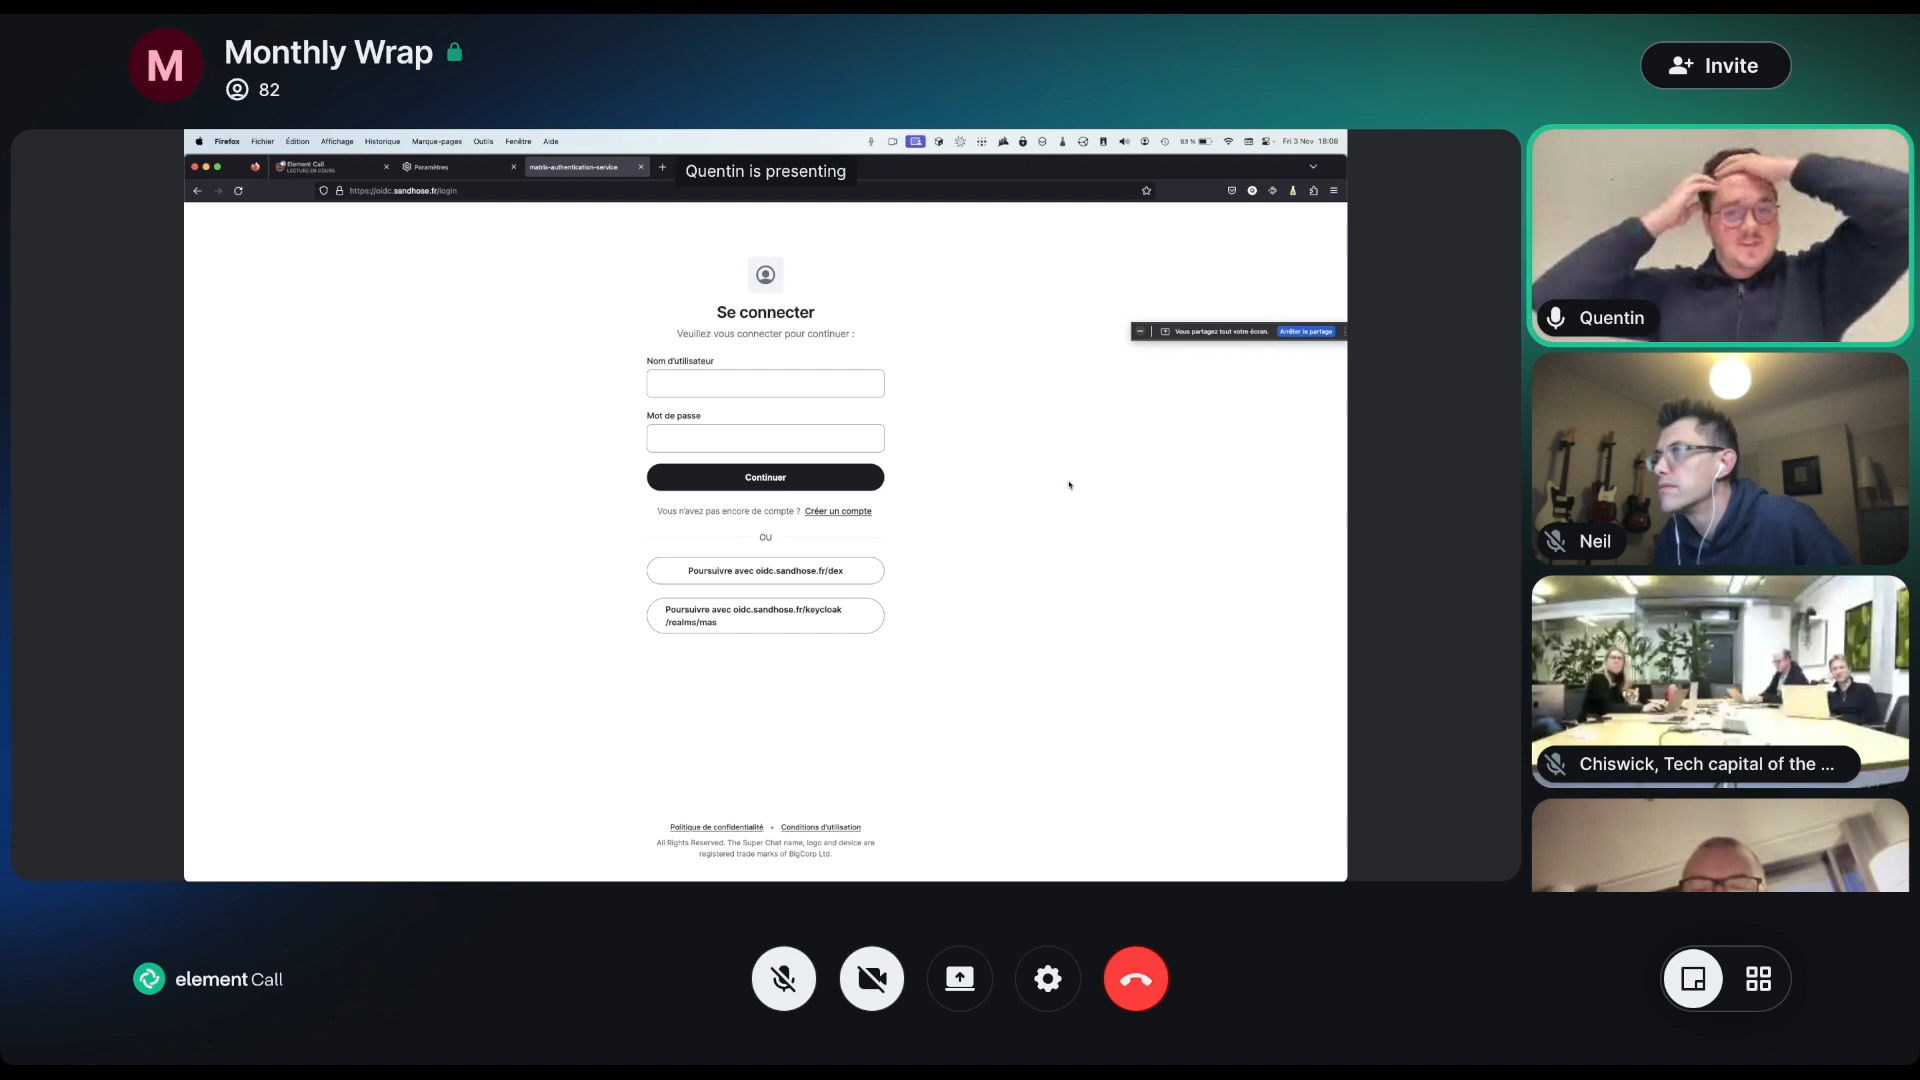 M
Monthly Wrap
82
Invite
Firefox Fichier Édition Affichage Historique Marque-pages Outils Fenêtre Aide
63 % Fri 3 Nov 18:08
Element Call
LECTURE EN COURS
Paramètres
matrix-authentication-service
Quentin is presenting
https://oidc.sandhose.fr/login
Se connecter
Veuillez vous connecter pour continuer :
Vous partagez tout votre écran. Arrêter le partage
Nom d'utilisateur
Mot de passe
Continuer
Vous n'avez pas encore de compte ? Créer un compte
OU
Poursuivre avec oidc.sandhose.fr/dex
Poursuivre avec oidc.sandhose.fr/keycloak
/realms/mas
Politique de confidentialité • Conditions d'utilisation
All Rights Reserved. The Super Chat name, logo and device are
registered trade marks of BigCorp Ltd.
Quentin
Neil
Chiswick, Tech capital of the ...
element Call